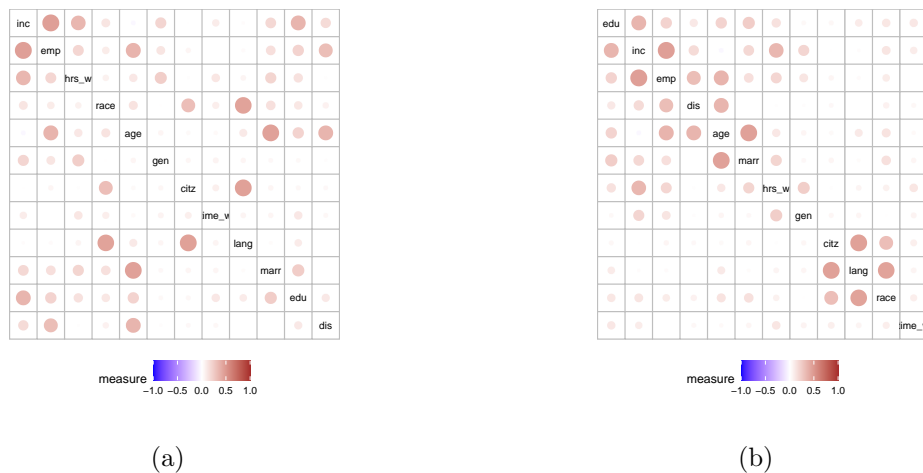 inc
edu
emp
inc
hrs_w
emp
race
dis
age
age
gen
marr
citz
hrs_w
ime_w
gen
lang
citz
marr
lang
edu
race
dis
time_w
measure
−1.0 −0.5 0.0 0.5 1.0
measure
−1.0 −0.5 0.0 0.5 1.0
(a)
(b)